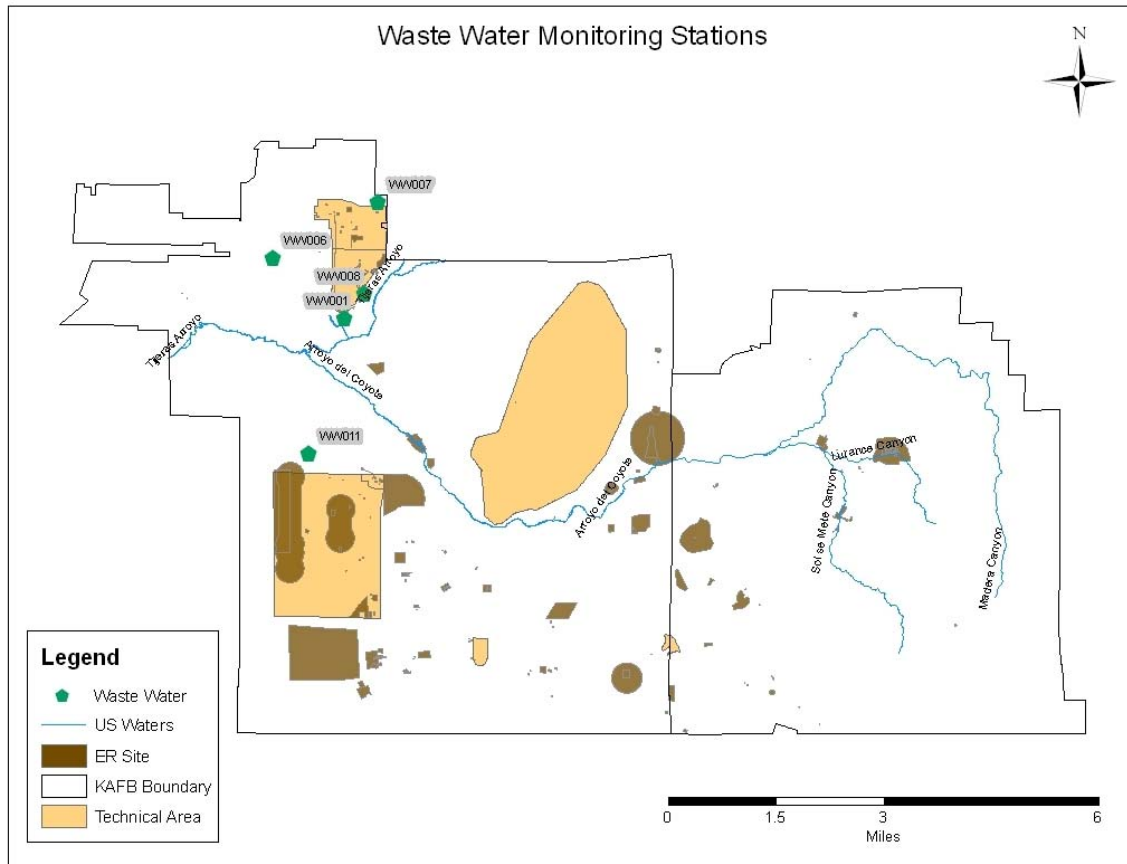 Waste Water Monitoring Stations
N
WW007
WW006
Tijeras Arroyo
WW008
WW001
Tijeras Arroyo
Arroyo del Coyote
WW011
Lurance Canyon
Arroyo del Coyote
Sol se Mete Canyon
Madera Canyon
Legend
Waste Water
US Waters
ER Site
KAFB Boundary
Technical Area
0
1.5
3
6
Miles